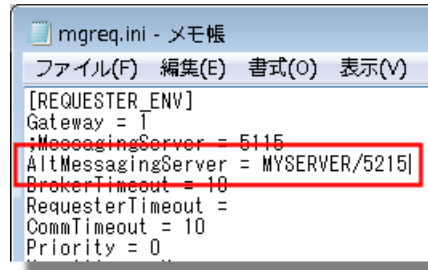 mgreq.ini - メモ帳
ファイル(F) 編集(E) 書式(O) 表示(V)
[REQUESTER_ENV]
Gateway = 1
;MessagingServer = 5115
AltMessagingServer = MYSERVER/5215
BrokerTimeout = 10
RequesterTimeout =
CommTimeout = 10
Priority = 0